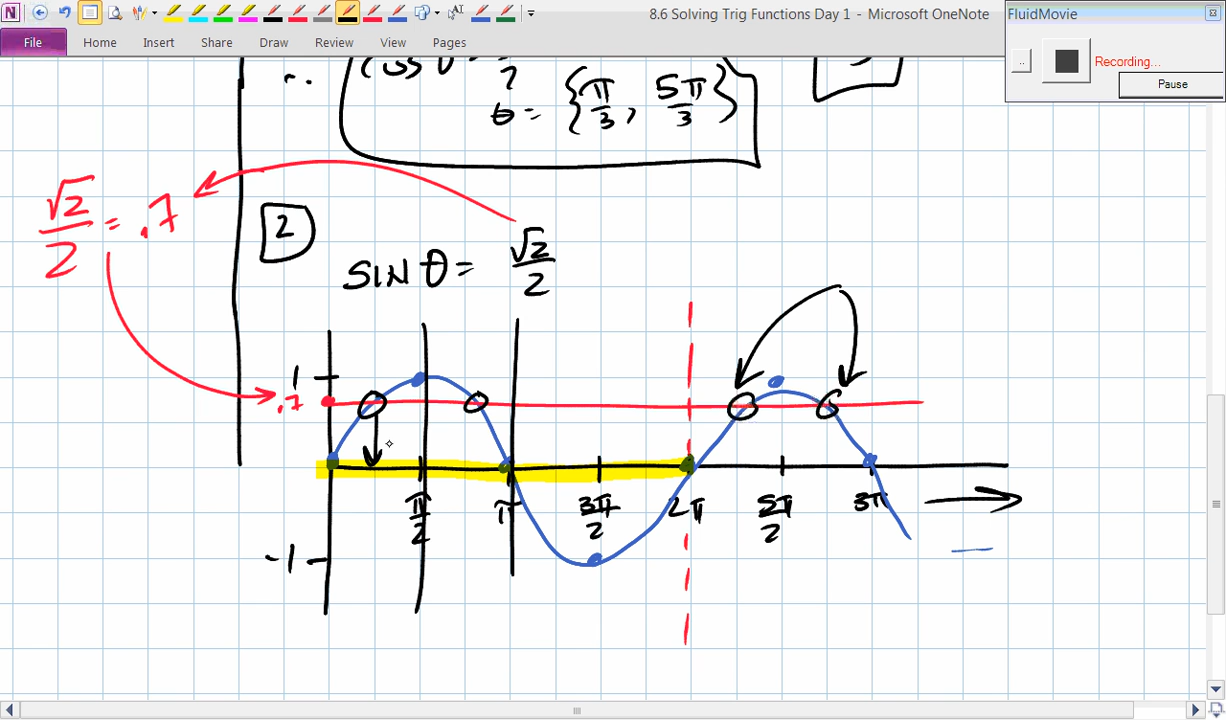 8.6 Solving Trig Functions Day 1 - Microsoft OneNote
FluidMovie
File Home Insert Share Draw Review View Pages
.. Recording...
Pause
θ = {π/3, 5π/3}
√2/2 = .7
2
SIN θ = √2/2
1
.7
π/2 π 3π/2 2π 5π/2 3π
-1